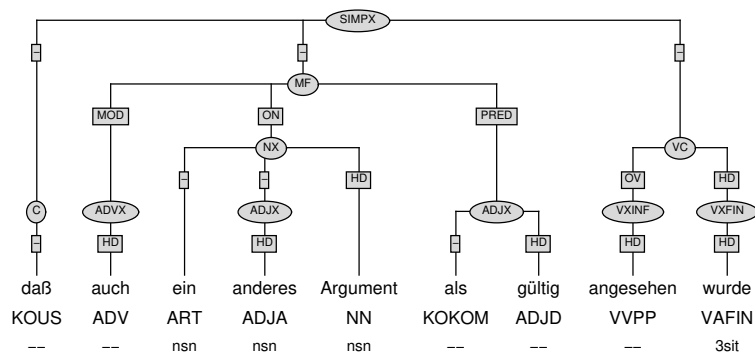 SIMPX
– – –
MF
MOD ON PRED
NX VC
– – HD OV HD
C ADVX ADJX ADJX VXINF VXFIN
– HD HD – HD HD HD
daß auch ein anderes Argument als gültig angesehen wurde
KOUS ADV ART ADJA NN KOKOM ADJD VVPP VAFIN
–– –– nsn nsn nsn –– –– –– 3sit